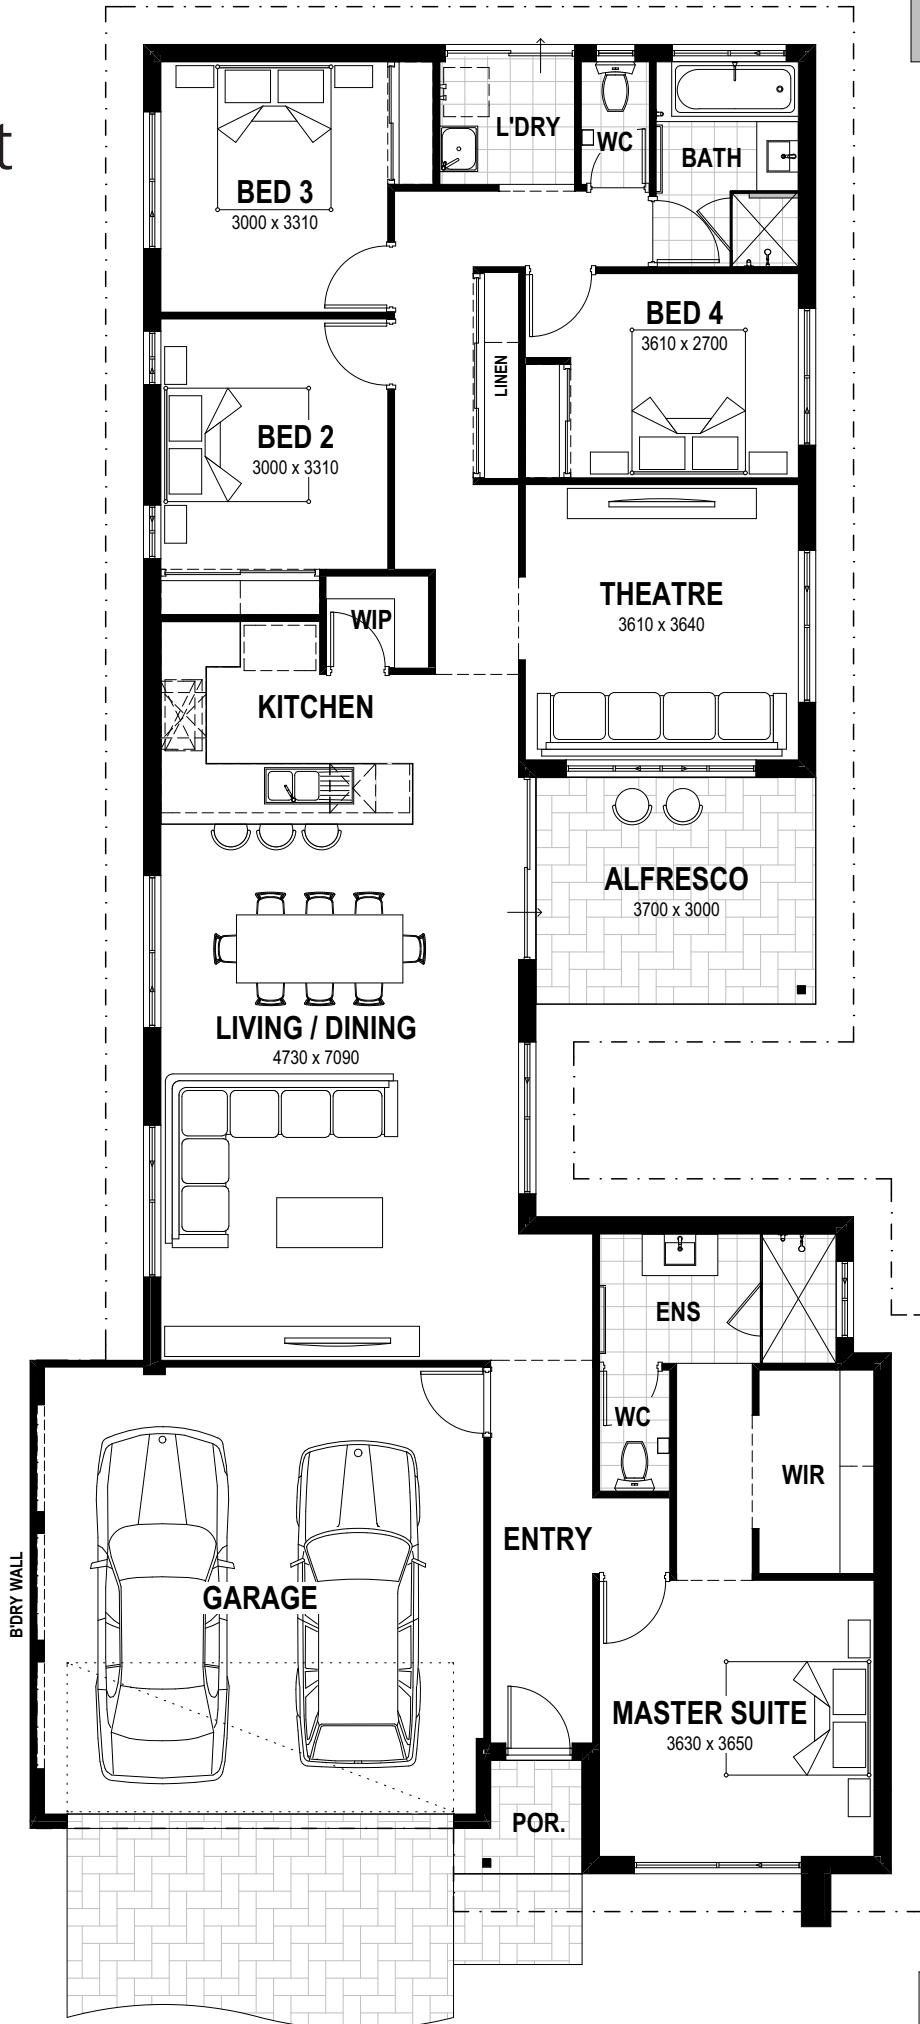 t
L'DRY
WC
BATH
BED 3
3000 x 3310
BED 4
3610 x 2700
LINEN
BED 2
3000 x 3310
THEATRE
3610 x 3640
WIP
KITCHEN
ALFRESCO
3700 x 3000
LIVING / DINING
4730 x 7090
ENS
WC
WIR
ENTRY
B'DRY WALL
GARAGE
MASTER SUITE
3630 x 3650
POR.